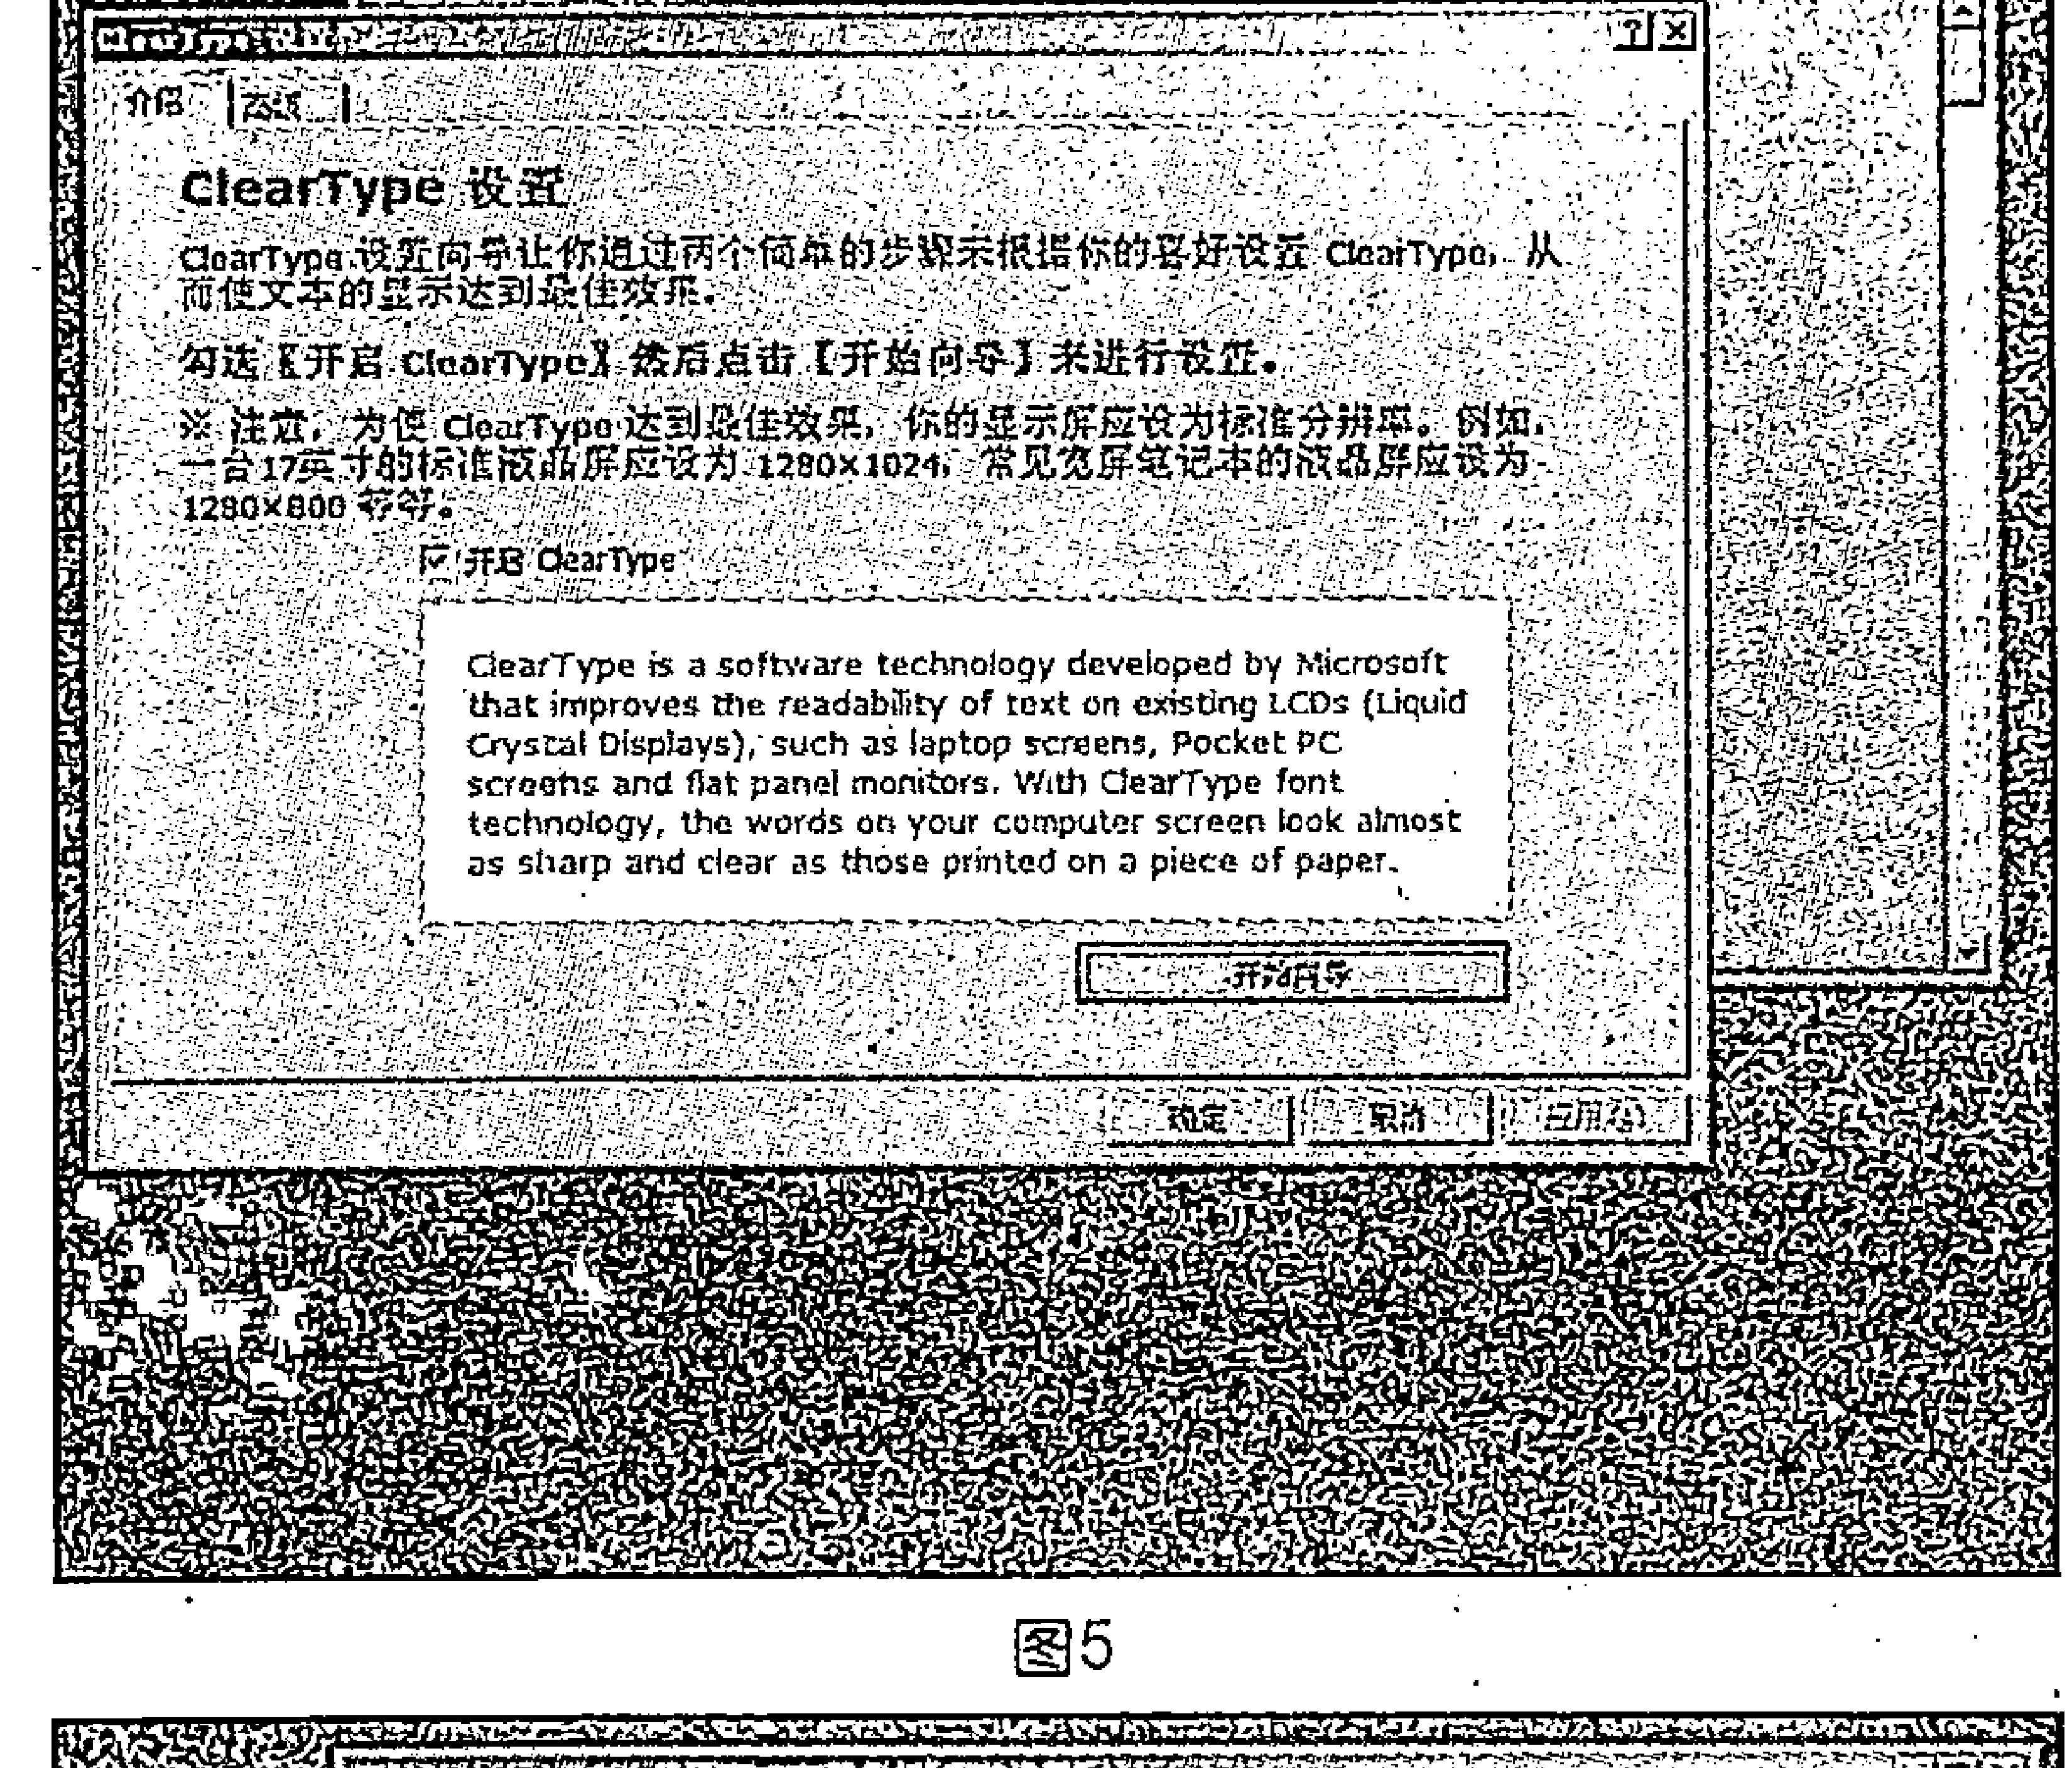 ClearType 设置
介绍
高级
ClearType 设置
ClearType 设置向导让你通过两个简单的步骤来根据你的喜好设置 ClearType，从
而使文本的显示达到最佳效果。
勾选【开启 ClearType】然后点击【开始向导】来进行设置。
※ 注意，为使 ClearType 达到最佳效果，你的显示屏应设为标准分辨率。例如，
一台17英寸的标准液晶屏应设为 1280×1024，常见宽屏笔记本的液晶屏应设为
1280×800 等等。
开启 ClearType
ClearType is a software technology developed by Microsoft
that improves the readability of text on existing LCDs (Liquid
Crystal Displays), such as laptop screens, Pocket PC
screens and flat panel monitors. With ClearType font
technology, the words on your computer screen look almost
as sharp and clear as those printed on a piece of paper.
开始向导
确定
取消
应用(A)
图5